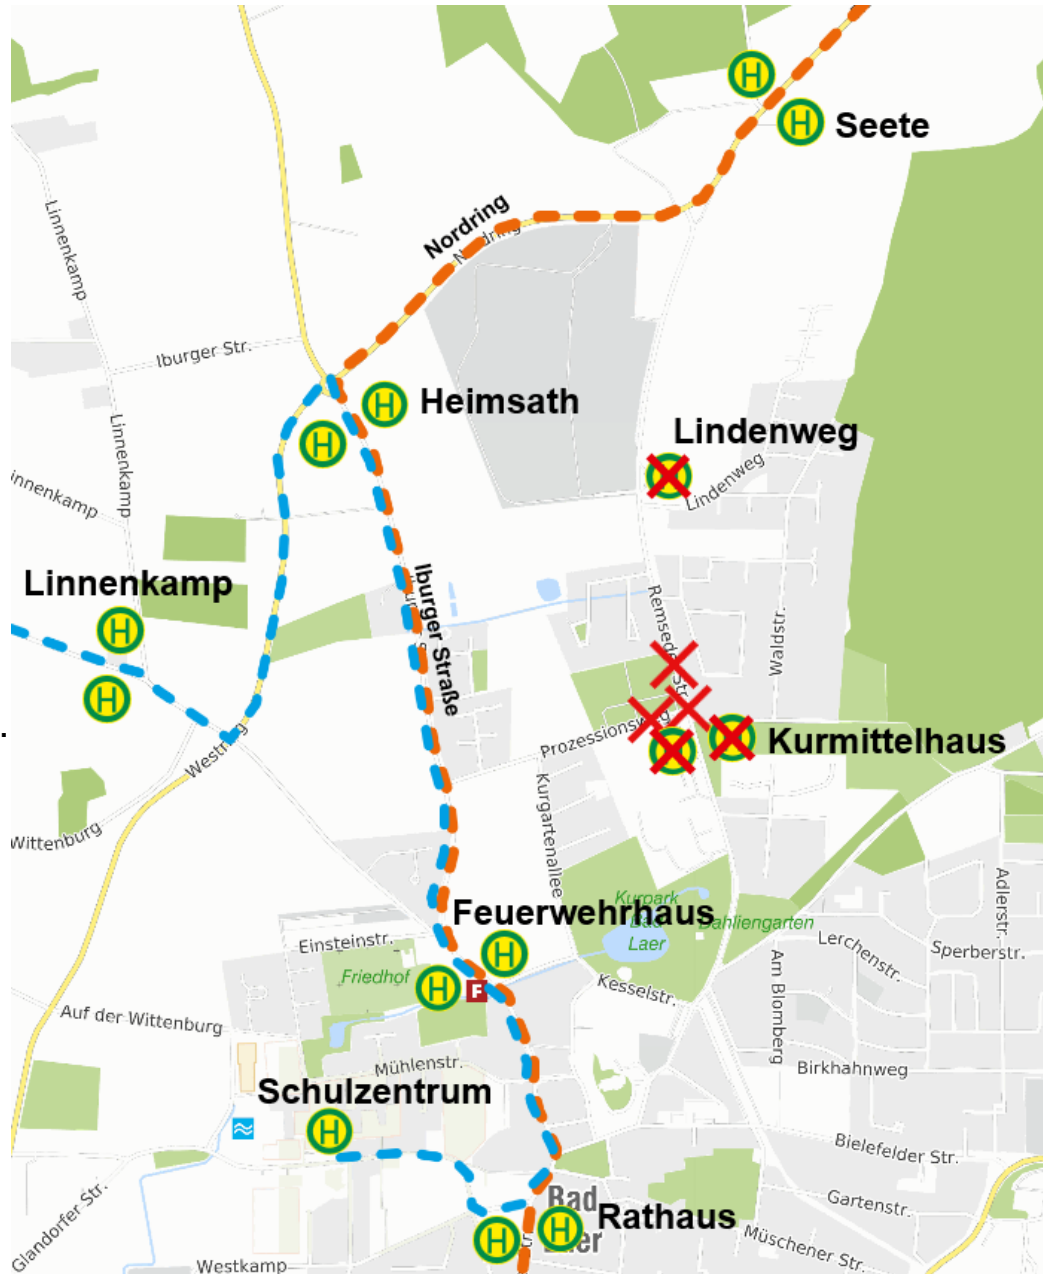 H
H Seete
Nordring
Nordring
Linnenkamp
Iburger Str.
H Heimsath
H
Lindenweg
Lindenweg
Linnenkamp
Linnenkamp
H
H
Iburger Straße
Remseder Str.
Waldstr.
Prozessionsweg
Kurmittelhaus
Westring
Wittenburg
Kurgartenallee
Adlerstr.
Feuerwehrhaus
Kurpark
Bad
Laer
Dahliengarten
Einsteinstr.
H
Friedhof
H
F
Lerchenstr.
Sperberstr.
Kesselstr.
Am Blomberg
Auf der Wittenburg
Mühlenstr.
Birkhahnweg
Schulzentrum
H
Bielefelder Str.
Glandorfer Str.
Bad
Laer
Gartenstr.
H
H Rathaus
Müschener Str.
Westkamp